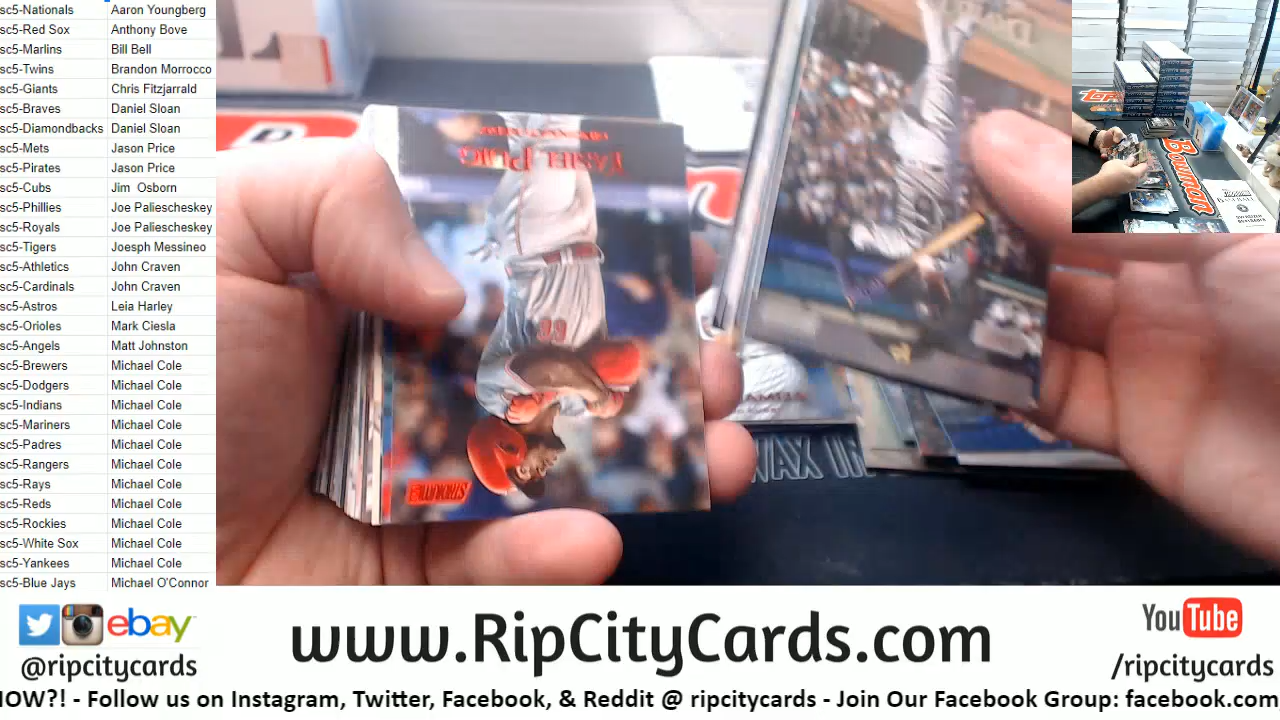 sc5-Nationals Aaron Youngberg
sc5-Red Sox Anthony Bove
sc5-Marlins Bill Bell
sc5-Twins Brandon Morrocco
sc5-Giants Chris Fitzjarrald
sc5-Braves Daniel Sloan
sc5-Diamondbacks Daniel Sloan
sc5-Mets Jason Price
sc5-Pirates Jason Price
sc5-Cubs Jim Osborn
sc5-Phillies Joe Paliescheskey
sc5-Royals Joe Paliescheskey
sc5-Tigers Joesph Messineo
sc5-Athletics John Craven
sc5-Cardinals John Craven
sc5-Astros Leia Harley
sc5-Orioles Mark Ciesla
sc5-Angels Matt Johnston
sc5-Brewers Michael Cole
sc5-Dodgers Michael Cole
sc5-Indians Michael Cole
sc5-Mariners Michael Cole
sc5-Padres Michael Cole
sc5-Rangers Michael Cole
sc5-Rays Michael Cole
sc5-Reds Michael Cole
sc5-Rockies Michael Cole
sc5-White Sox Michael Cole
sc5-Yankees Michael Cole
sc5-Blue Jays Michael O'Connor
YASIEL PUIG
66
STADIUM
WAX IN
Bowman
ebay
@ripcitycards
www.RipCityCards.com
YouTube
/ripcitycards
NOW?! - Follow us on Instagram, Twitter, Facebook, & Reddit @ ripcitycards - Join Our Facebook Group: facebook.com